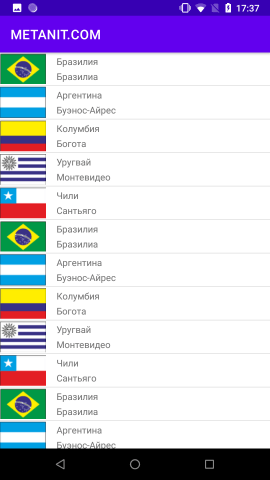 17:37
METANIT.COM
Бразилия
Бразилиа
Аргентина
Буэнос-Айрес
Колумбия
Богота
Уругвай
Монтевидео
Чили
Сантьяго
Бразилия
Бразилиа
Аргентина
Буэнос-Айрес
Колумбия
Богота
Уругвай
Монтевидео
Чили
Сантьяго
Бразилия
Бразилиа
Аргентина
Буэнос-Айрес